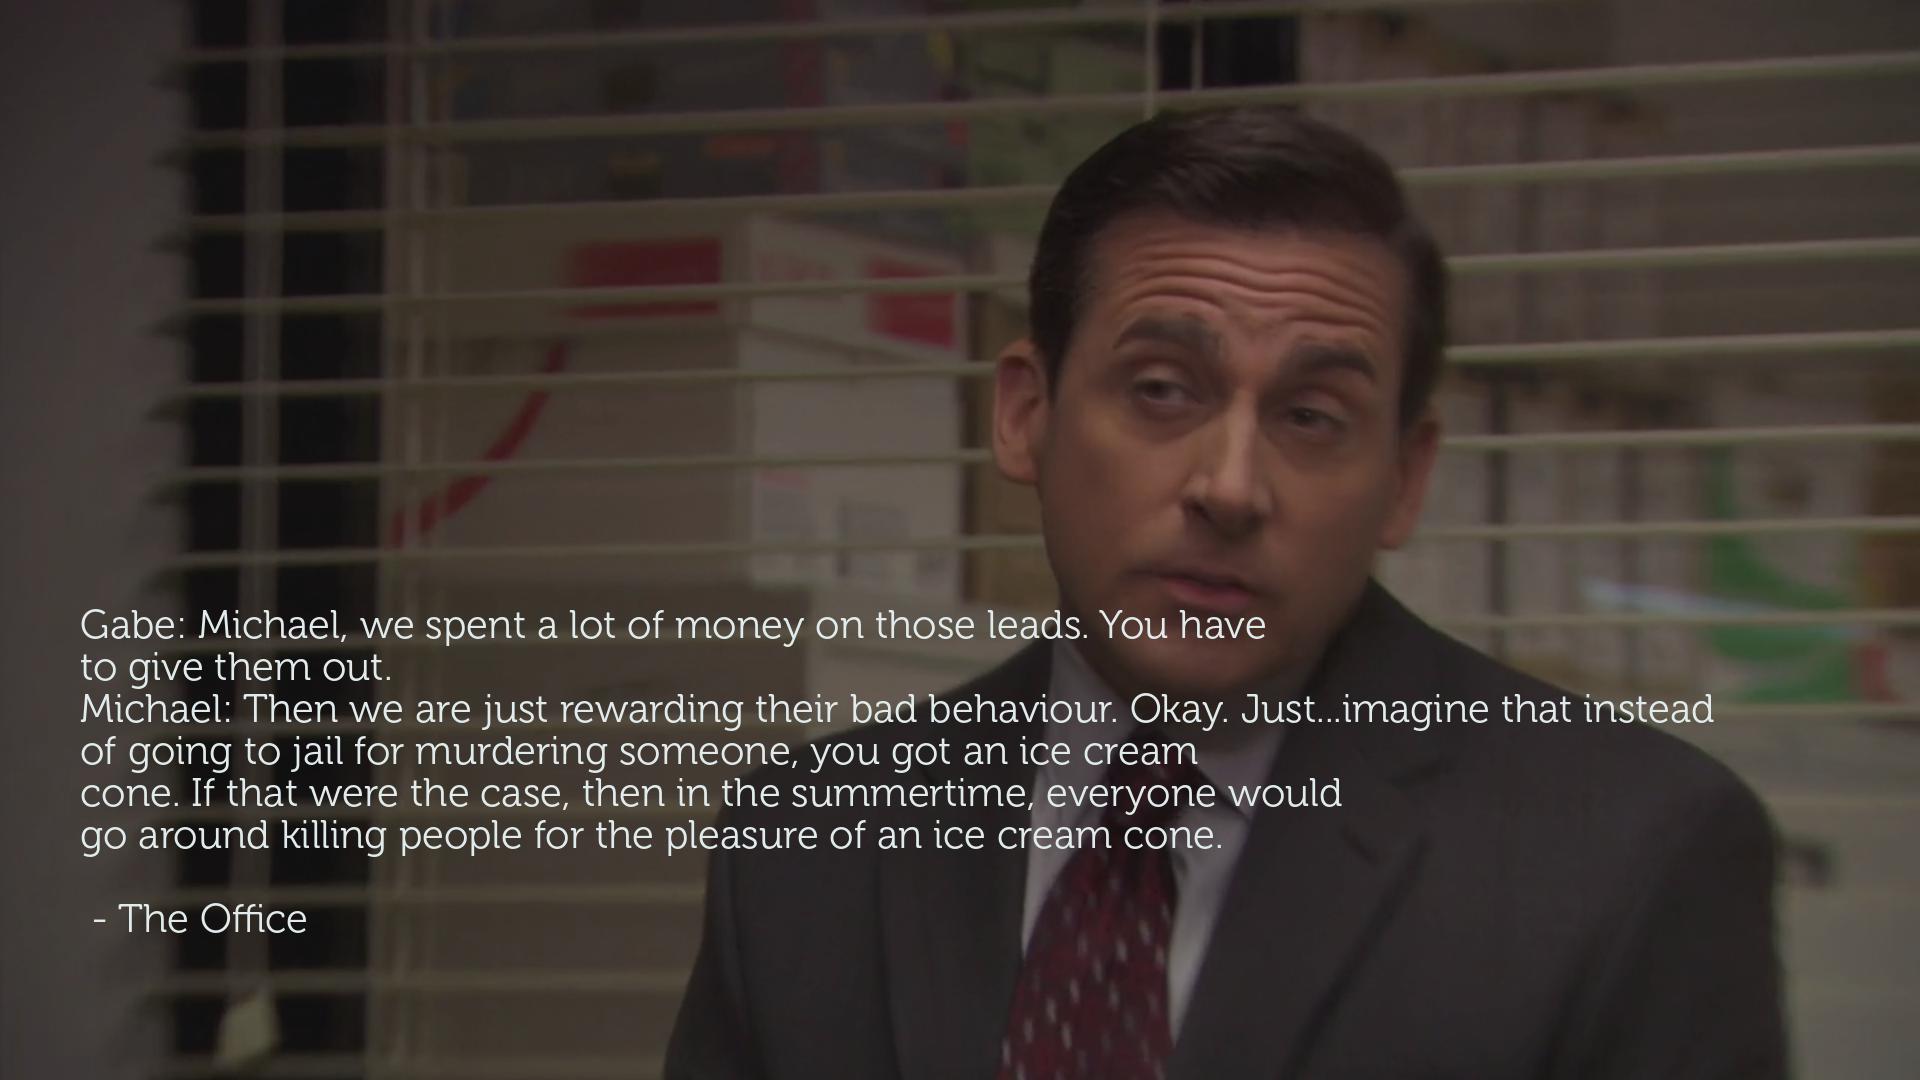 Gabe: Michael, we spent a lot of money on those leads. You have
to give them out.
Michael: Then we are just rewarding their bad behaviour. Okay. Just...imagine that instead
of going to jail for murdering someone, you got an ice cream
cone. If that were the case, then in the summertime, everyone would
go around killing people for the pleasure of an ice cream cone.
- The Office